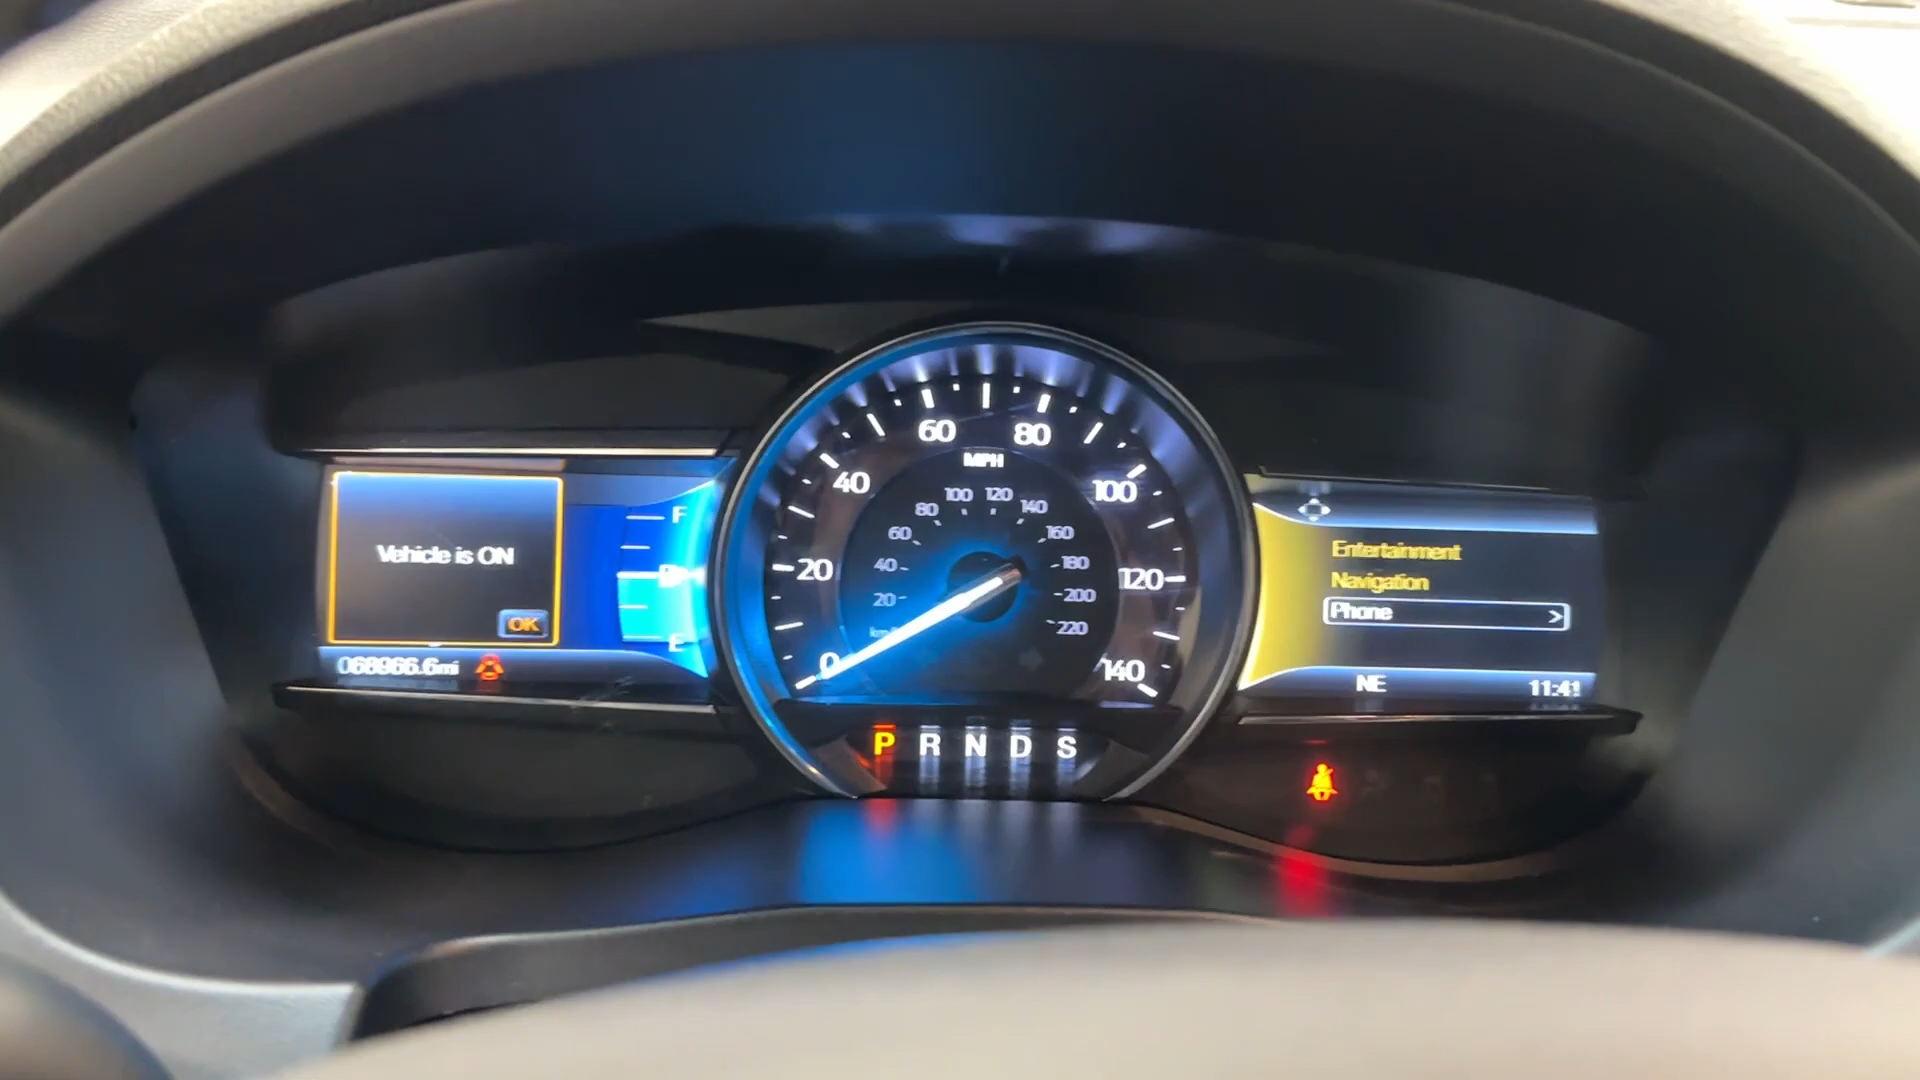 60 80
MPH
40 100
100 120
80 140
60 160
40 180
20 200
220
20 120
0 140
F
Vehicle is ON
E
OK
068966.6mi
Entertainment
Navigation
Phone >
NE 11:41
P R N D S